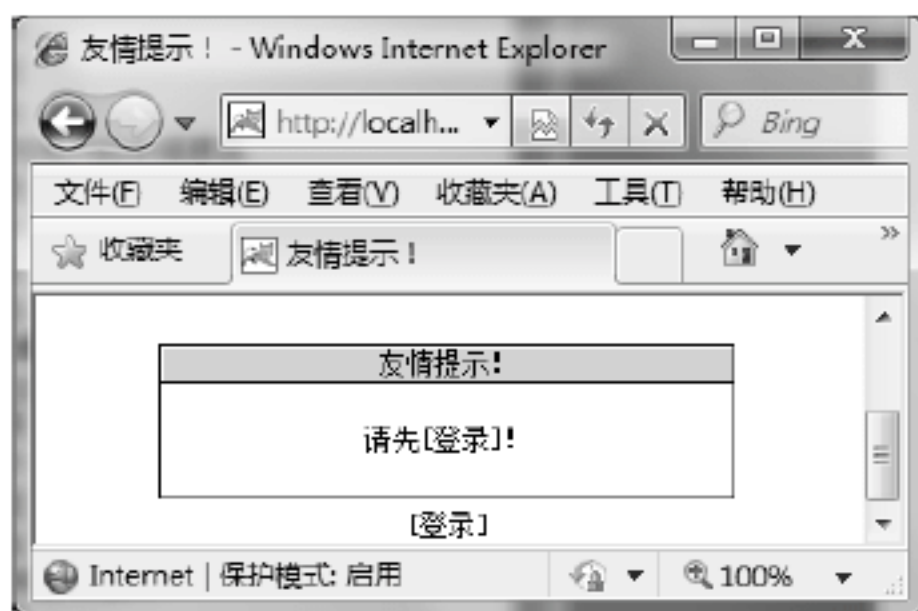 友情提示！ - Windows Internet Explorer
http://localh... Bing
文件(F) 编辑(E) 查看(V) 收藏夹(A) 工具(T) 帮助(H)
收藏夹 友情提示！ »
友情提示!
请先[登录]!
[登录]
Internet | 保护模式: 启用 100%